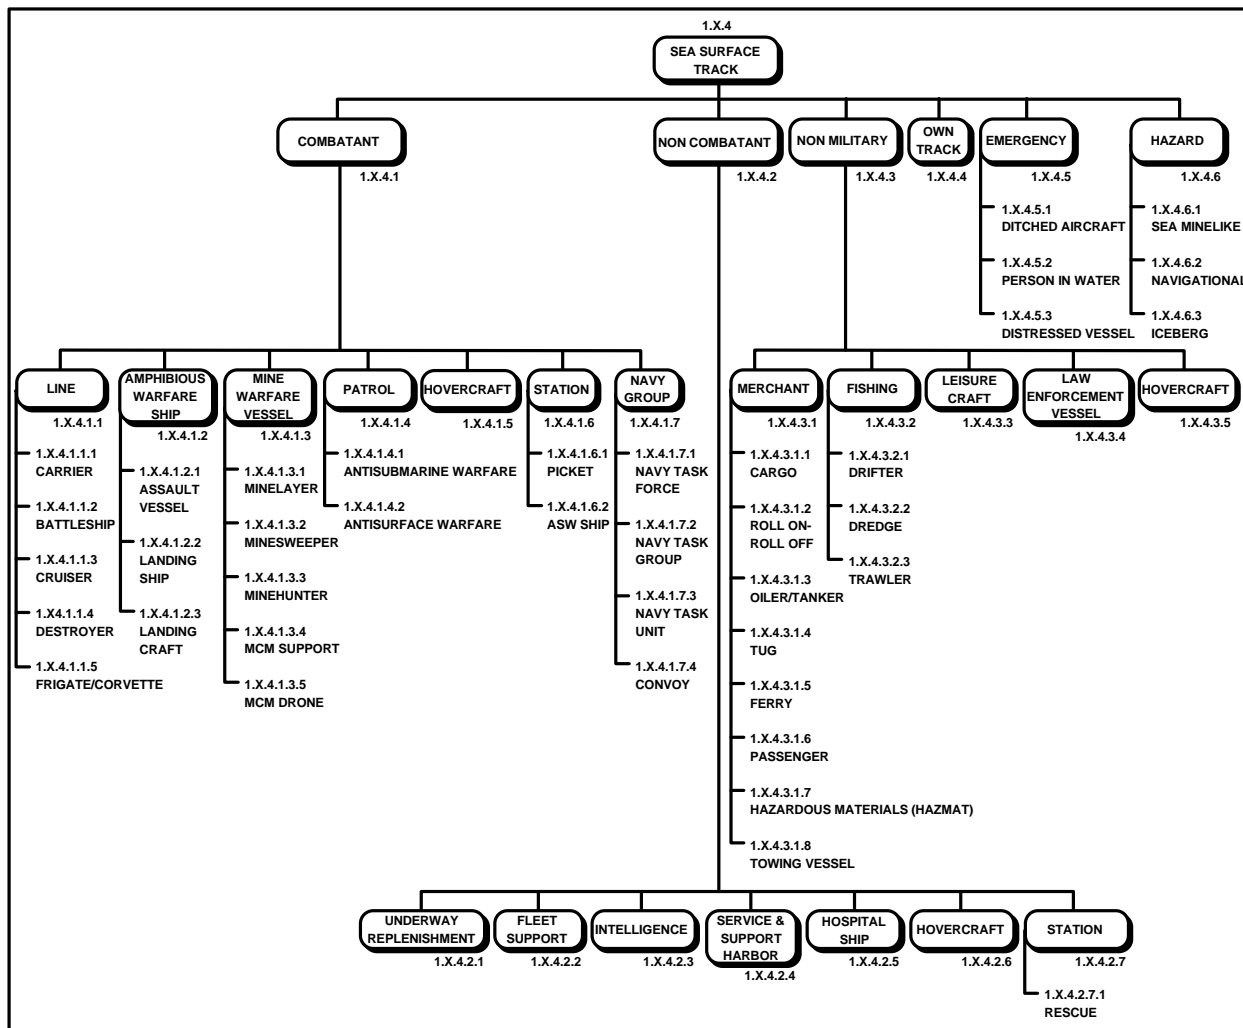 1.X.4
SEA SURFACE
TRACK
COMBATANT
1.X.4.1
NON COMBATANT
1.X.4.2
NON MILITARY
1.X.4.3
OWN
TRACK
1.X.4.4
EMERGENCY
1.X.4.5
HAZARD
1.X.4.6
1.X.4.5.1
DITCHED AIRCRAFT
1.X.4.5.2
PERSON IN WATER
1.X.4.5.3
DISTRESSED VESSEL
1.X.4.6.1
SEA MINELIKE
1.X.4.6.2
NAVIGATIONAL
1.X.4.6.3
ICEBERG
LINE
1.X.4.1.1
1.X.4.1.1.1
CARRIER
1.X.4.1.1.2
BATTLESHIP
1.X.4.1.1.3
CRUISER
1.X4.1.1.4
DESTROYER
1.X.4.1.1.5
FRIGATE/CORVETTE
AMPHIBIOUS
WARFARE
SHIP
1.X.4.1.2
1.X.4.1.2.1
ASSAULT
VESSEL
1.X.4.1.2.2
LANDING
SHIP
1.X.4.1.2.3
LANDING
CRAFT
MINE
WARFARE
VESSEL
1.X.4.1.3
1.X.4.1.3.1
MINELAYER
1.X.4.1.3.2
MINESWEEPER
1.X.4.1.3.3
MINEHUNTER
1.X.4.1.3.4
MCM SUPPORT
1.X.4.1.3.5
MCM DRONE
PATROL
1.X.4.1.4
1.X.4.1.4.1
ANTISUBMARINE WARFARE
1.X.4.1.4.2
ANTISURFACE WARFARE
HOVERCRAFT
1.X.4.1.5
STATION
1.X.4.1.6
1.X.4.1.6.1
PICKET
1.X.4.1.6.2
ASW SHIP
NAVY
GROUP
1.X.4.1.7
1.X.4.1.7.1
NAVY TASK
FORCE
1.X.4.1.7.2
NAVY TASK
GROUP
1.X.4.1.7.3
NAVY TASK
UNIT
1.X.4.1.7.4
CONVOY
MERCHANT
1.X.4.3.1
1.X.4.3.1.1
CARGO
1.X.4.3.1.2
ROLL ON-
ROLL OFF
1.X.4.3.1.3
OILER/TANKER
1.X.4.3.1.4
TUG
1.X.4.3.1.5
FERRY
1.X.4.3.1.6
PASSENGER
1.X.4.3.1.7
HAZARDOUS MATERIALS (HAZMAT)
1.X.4.3.1.8
TOWING VESSEL
FISHING
1.X.4.3.2
1.X.4.3.2.1
DRIFTER
1.X.4.3.2.2
DREDGE
1.X.4.3.2.3
TRAWLER
LEISURE
CRAFT
1.X.4.3.3
LAW
ENFORCEMENT
VESSEL
1.X.4.3.4
HOVERCRAFT
1.X.4.3.5
UNDERWAY
REPLENISHMENT
1.X.4.2.1
FLEET
SUPPORT
1.X.4.2.2
INTELLIGENCE
1.X.4.2.3
SERVICE &
SUPPORT
HARBOR
1.X.4.2.4
HOSPITAL
SHIP
1.X.4.2.5
HOVERCRAFT
1.X.4.2.6
STATION
1.X.4.2.7
1.X.4.2.7.1
RESCUE